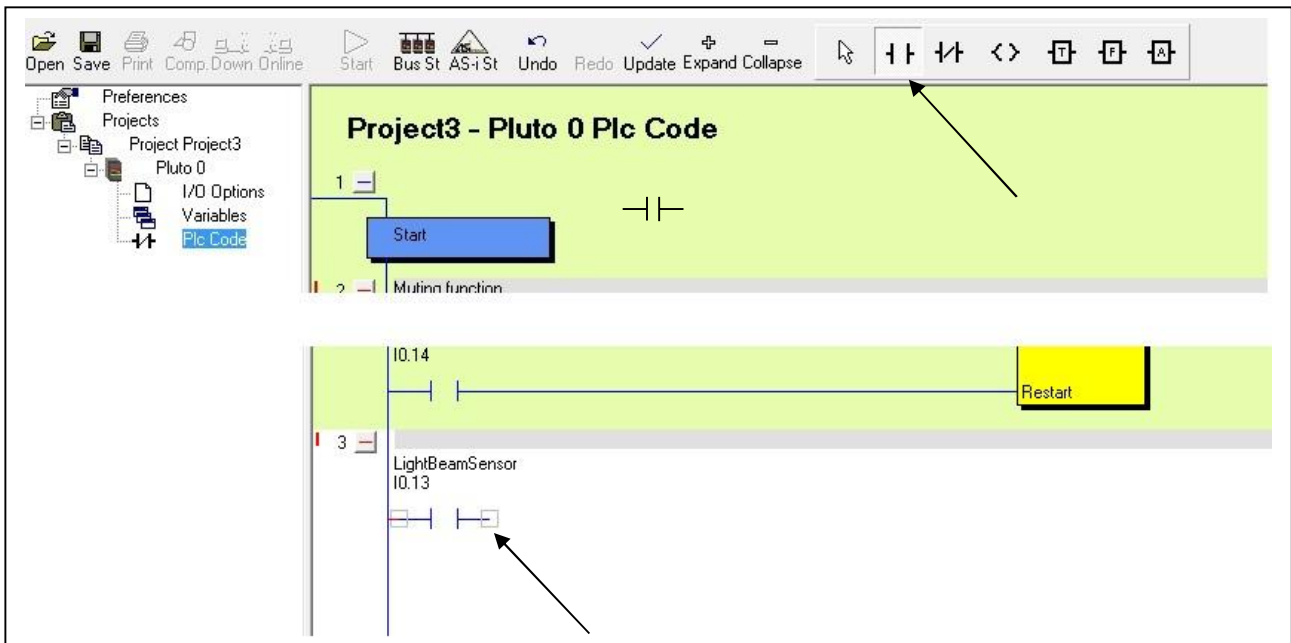 Open Save Print Comp. Down Online Start Bus St AS-i St Undo Redo Update Expand Collapse T F A
Preferences
Projects
Project Project3
Pluto 0
I/O Options
Variables
Plc Code
Project3 - Pluto 0 Plc Code
1
Start
2 Muting function
I0.14
Restart
3
LightBeamSensor
I0.13